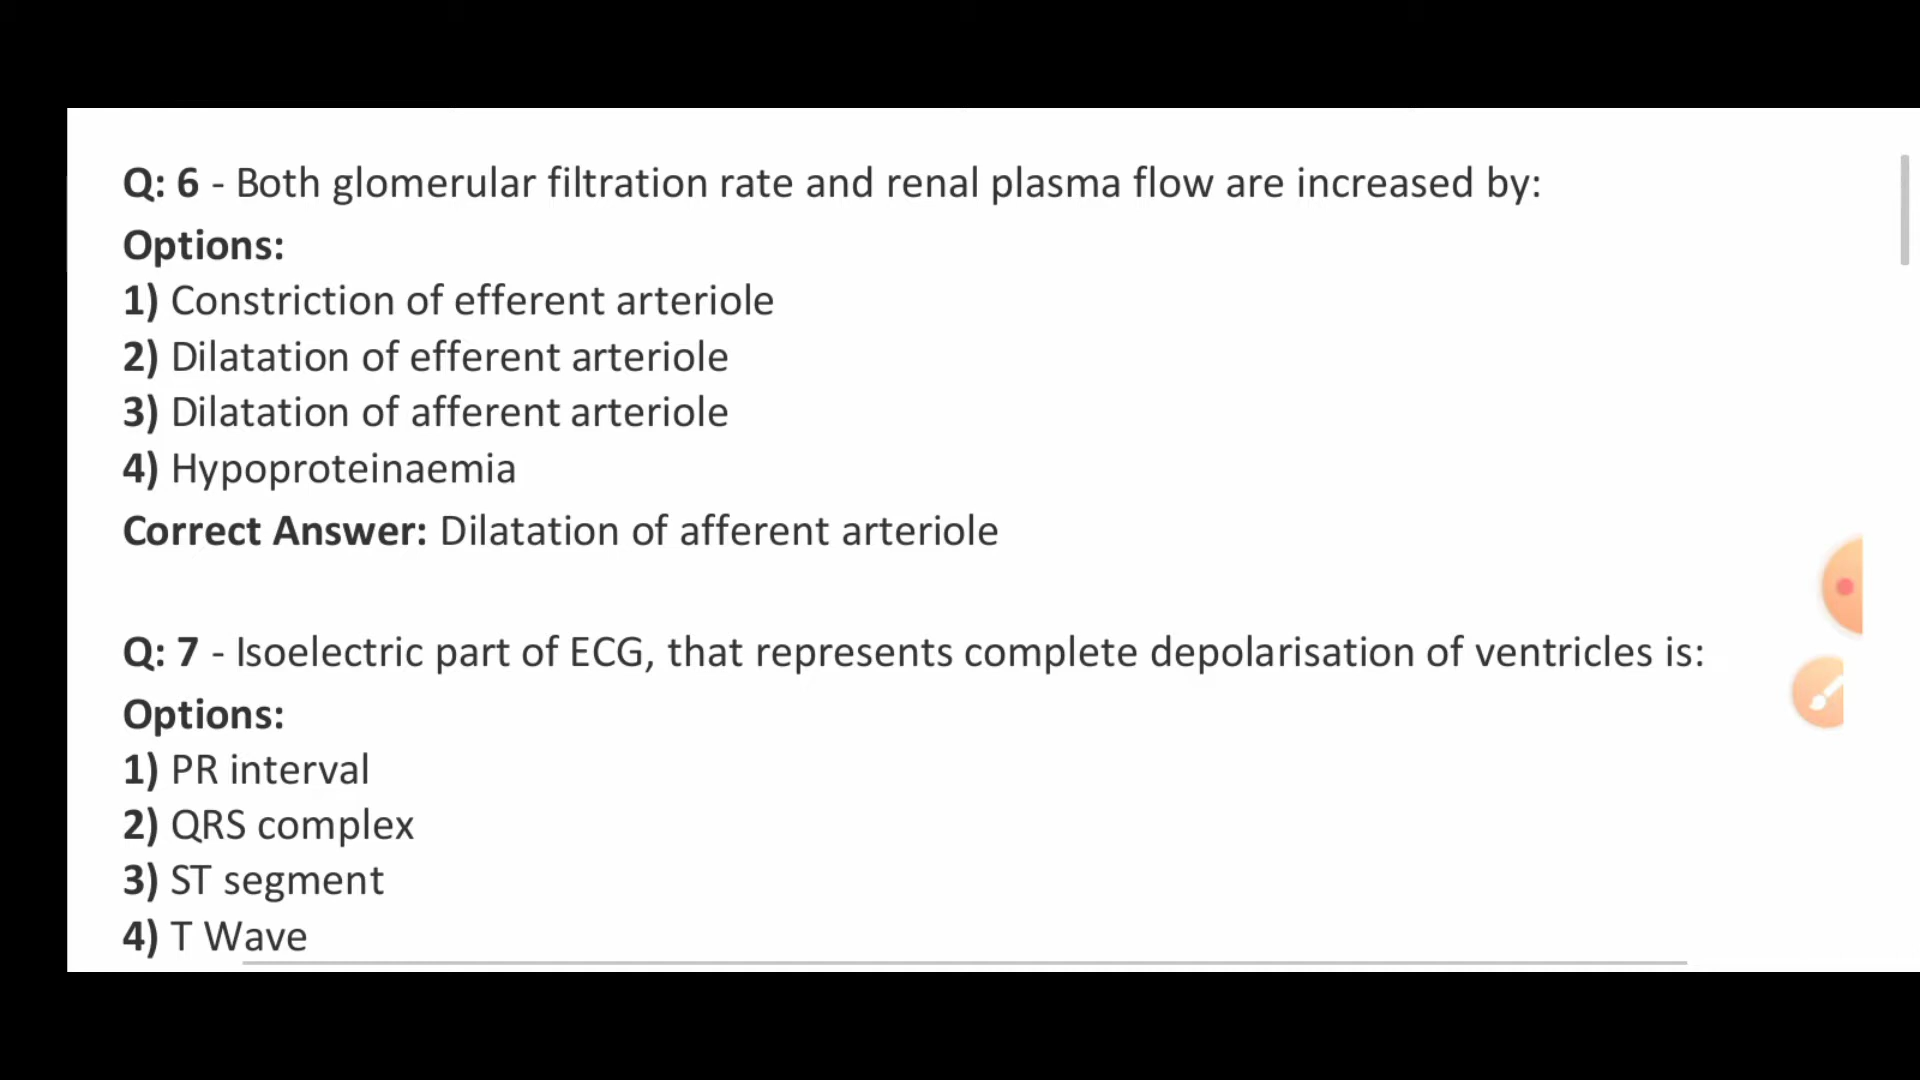 Q: 6 - Both glomerular filtration rate and renal plasma flow are increased by:
Options:
1) Constriction of efferent arteriole
2) Dilatation of efferent arteriole
3) Dilatation of afferent arteriole
4) Hypoproteinaemia
Correct Answer: Dilatation of afferent arteriole
Q: 7 - Isoelectric part of ECG, that represents complete depolarisation of ventricles is:
Options:
1) PR interval
2) QRS complex
3) ST segment
4) T Wave